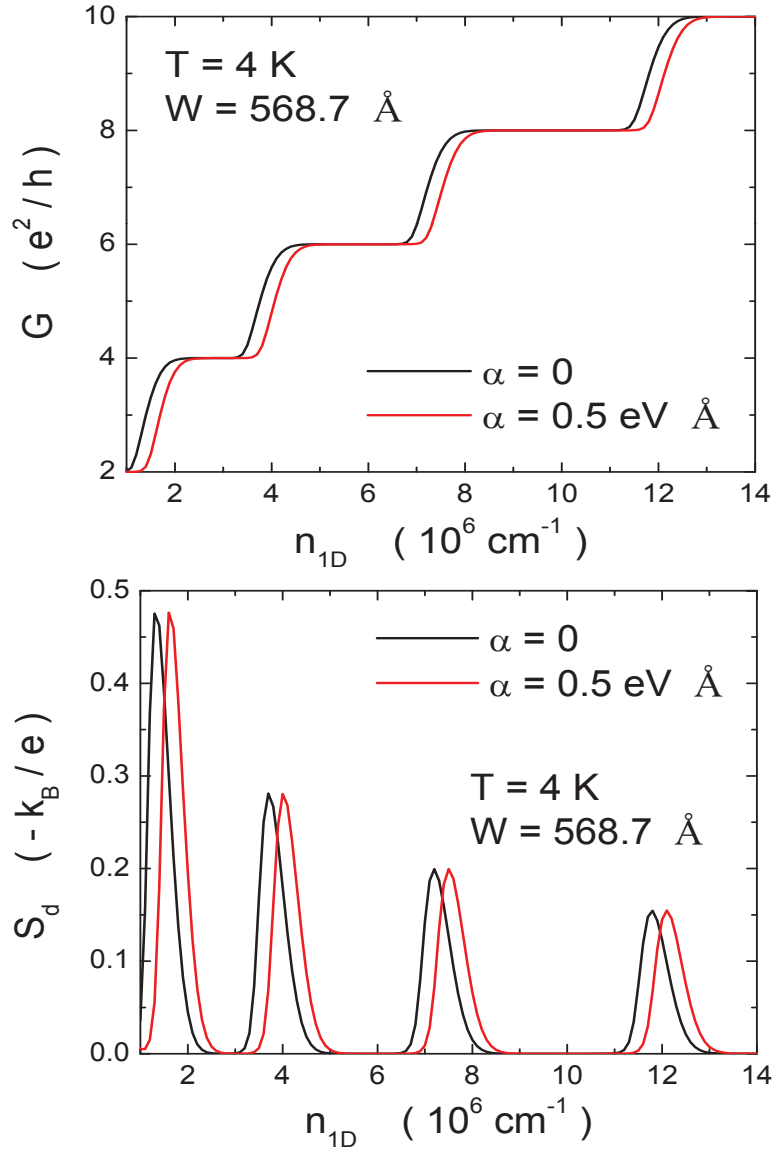 10
8
6
4
2
G ( e²/h )
T = 4 K
W = 568.7 Å
α = 0
α = 0.5 eV Å
2 4 6 8 10 12 14
n₁D ( 10⁶ cm⁻¹ )
0.5
0.4
0.3
0.2
0.1
0.0
S_d ( - k_B / e )
α = 0
α = 0.5 eV Å
T = 4 K
W = 568.7 Å
2 4 6 8 10 12 14
n₁D ( 10⁶ cm⁻¹ )